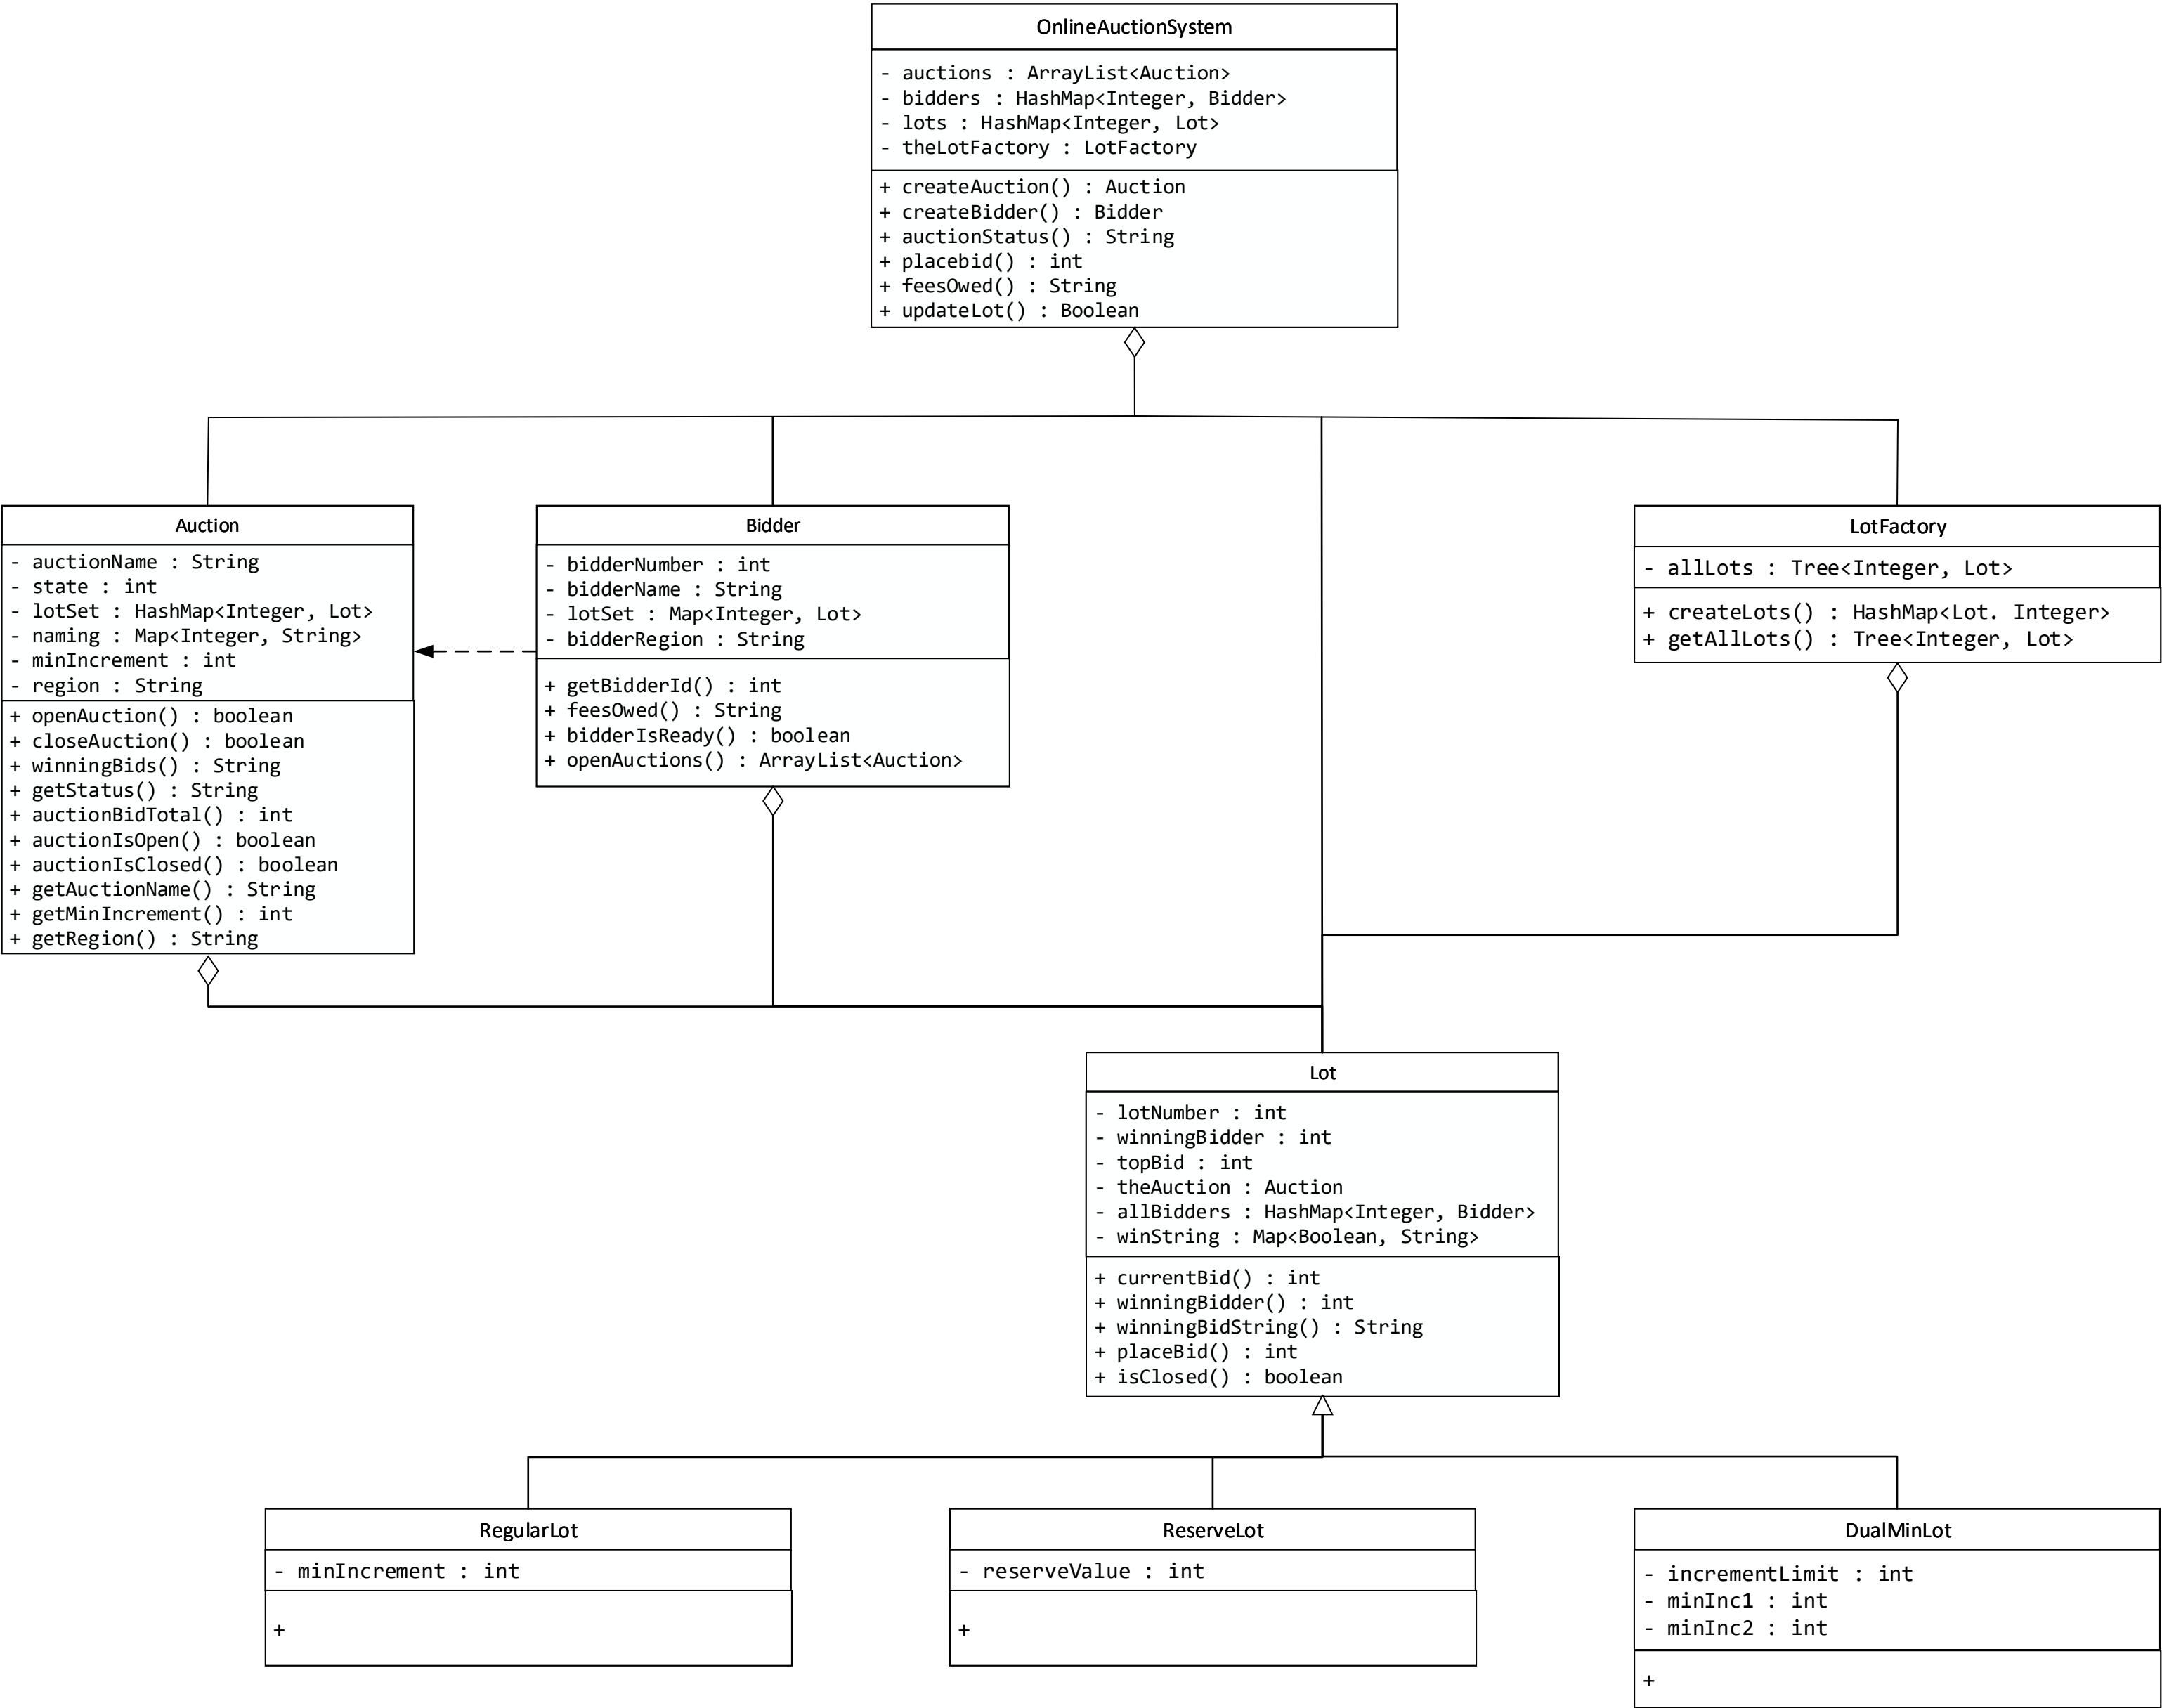 OnlineAuctionSystem
- auctions : ArrayList<Auction>
- bidders : HashMap<Integer, Bidder>
- lots : HashMap<Integer, Lot>
- theLotFactory : LotFactory
+ createAuction() : Auction
+ createBidder() : Bidder
+ auctionStatus() : String
+ placebid() : int
+ feesOwed() : String
+ updateLot() : Boolean
Auction
- auctionName : String
- state : int
- lotSet : HashMap<Integer, Lot>
- naming : Map<Integer, String>
- minIncrement : int
- region : String
+ openAuction() : boolean
+ closeAuction() : boolean
+ winningBids() : String
+ getStatus() : String
+ auctionBidTotal() : int
+ auctionIsOpen() : boolean
+ auctionIsClosed() : boolean
+ getAuctionName() : String
+ getMinIncrement() : int
+ getRegion() : String
Bidder
- bidderNumber : int
- bidderName : String
- lotSet : Map<Integer, Lot>
- bidderRegion : String
+ getBidderId() : int
+ feesOwed() : String
+ bidderIsReady() : boolean
+ openAuctions() : ArrayList<Auction>
LotFactory
- allLots : Tree<Integer, Lot>
+ createLots() : HashMap<Lot. Integer>
+ getAllLots() : Tree<Integer, Lot>
Lot
- lotNumber : int
- winningBidder : int
- topBid : int
- theAuction : Auction
- allBidders : HashMap<Integer, Bidder>
- winString : Map<Boolean, String>
+ currentBid() : int
+ winningBidder() : int
+ winningBidString() : String
+ placeBid() : int
+ isClosed() : boolean
RegularLot
- minIncrement : int
+
ReserveLot
- reserveValue : int
+
DualMinLot
- incrementLimit : int
- minInc1 : int
- minInc2 : int
+